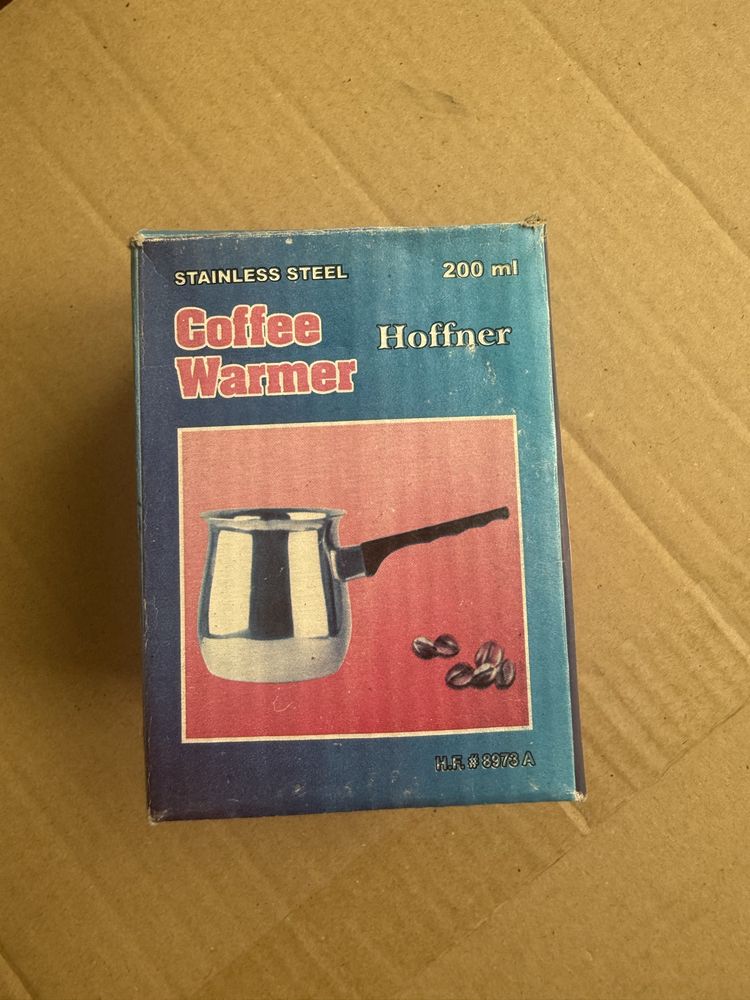 STAINLESS STEEL 200 ml
Coffee Hoffner
Warmer
H.F. # 8973 A